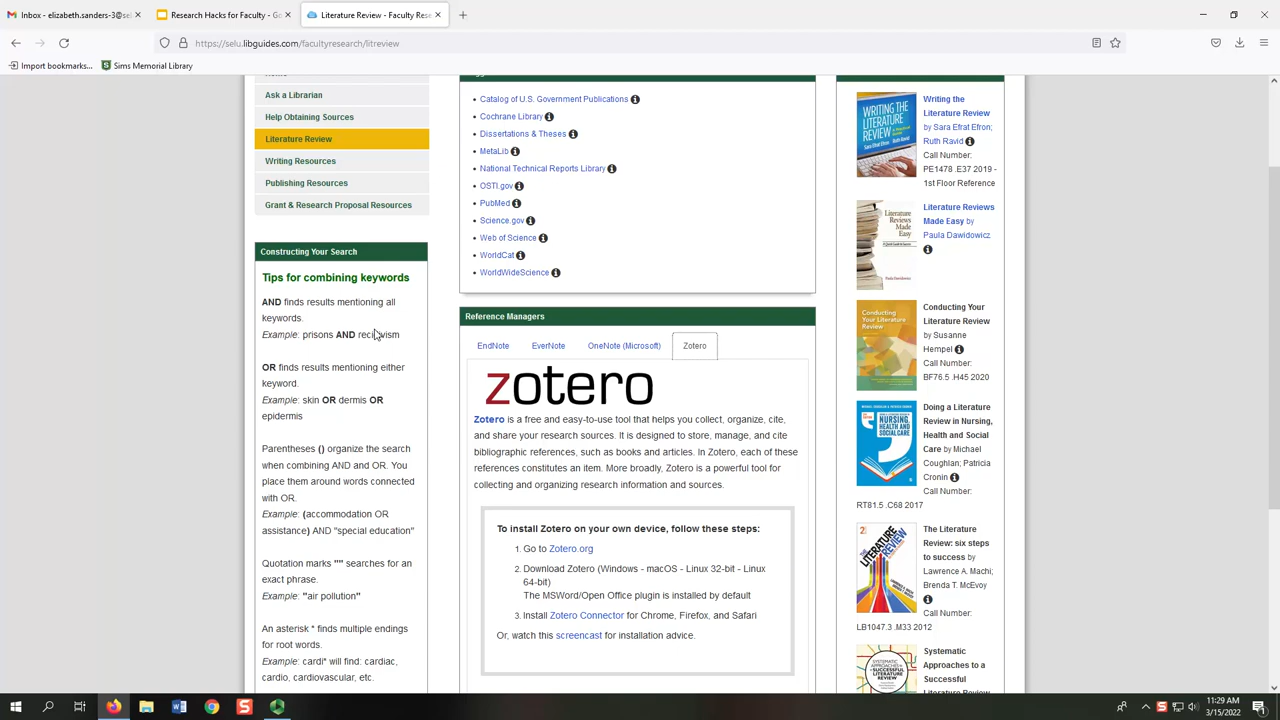 Inbox - elizabeth.sanders-3@sel
Research Hacks for Faculty - Go
Literature Review - Faculty Res
https://selu.libguides.com/facultyresearch/litreview
Import bookmarks...
Sims Memorial Library
Ask a Librarian
Help Obtaining Sources
Literature Review
Writing Resources
Publishing Resources
Grant & Research Proposal Resources
Constructing Your Search
Tips for combining keywords
AND finds results mentioning all
keywords.
Example: prisons AND recidivism
OR finds results mentioning either
keyword.
Example: skin OR dermis OR
epidermis
Parentheses () organize the search
when combining AND and OR. You
place them around words connected
with OR.
Example: (accommodation OR
assistance) AND "special education"
Quotation marks "" searches for an
exact phrase.
Example: "air pollution"
An asterisk * finds multiple endings
for root words.
Example: cardi* will find: cardiac,
cardio, cardiovascular, etc.
Catalog of U.S. Government Publications
Cochrane Library
Dissertations & Theses
MetaLib
National Technical Reports Library
OSTI.gov
PubMed
Science.gov
Web of Science
WorldCat
WorldWideScience
Reference Managers
EndNote
EverNote
OneNote (Microsoft)
Zotero
zotero
Zotero is a free and easy-to-use tool that helps you collect, organize, cite,
and share your research sources. It is designed to store, manage, and cite
bibliographic references, such as books and articles. In Zotero, each of these
references constitutes an item. More broadly, Zotero is a powerful tool for
collecting and organizing research information and sources.
To install Zotero on your own device, follow these steps:
1. Go to Zotero.org
2. Download Zotero (Windows - macOS - Linux 32-bit - Linux
64-bit)
The MSWord/Open Office plugin is installed by default
3. Install Zotero Connector for Chrome, Firefox, and Safari
Or, watch this screencast for installation advice.
WRITING THE
LITERATURE
REVIEW
Writing the
Literature Review
by Sara Efrat Efron;
Ruth Ravid
Call Number:
PE1478 .E37 2019 -
1st Floor Reference
Literature
Reviews
Made Easy
Literature Reviews
Made Easy by
Paula Dawidowicz
Conducting
Your Literature
Review
Conducting Your
Literature Review
by Susanne
Hempel
Call Number:
BF76.5 .H45 2020
Doing a Literature
Review in Nursing,
Health and Social
Care by Michael
Coughlan; Patricia
Cronin
Call Number:
RT81.5 .C68 2017
THE LITERATURE REVIEW
The Literature
Review: six steps
to success by
Lawrence A. Machi;
Brenda T. McEvoy
Call Number:
LB1047.3 .M33 2012
Systematic
Approaches to a
Successful
Literature Review
11:29 AM
3/15/2022